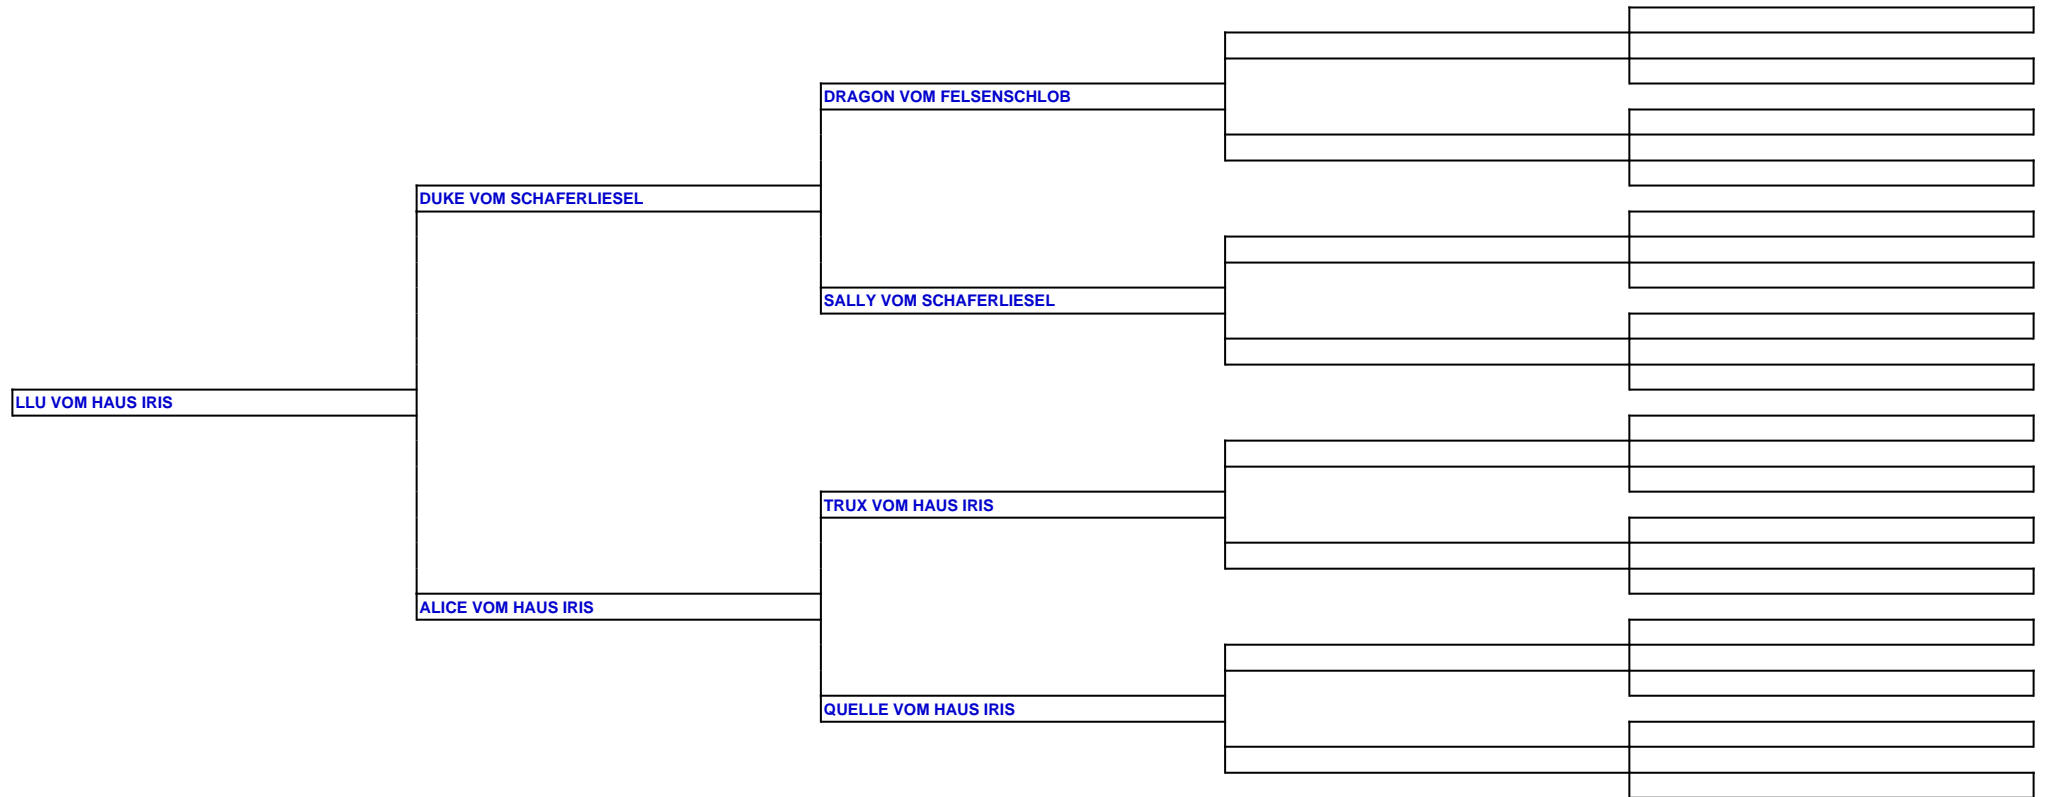 DRAGON VOM FELSENSCHLOB
DUKE VOM SCHAFERLIESEL
SALLY VOM SCHAFERLIESEL
LLU VOM HAUS IRIS
TRUX VOM HAUS IRIS
ALICE VOM HAUS IRIS
QUELLE VOM HAUS IRIS